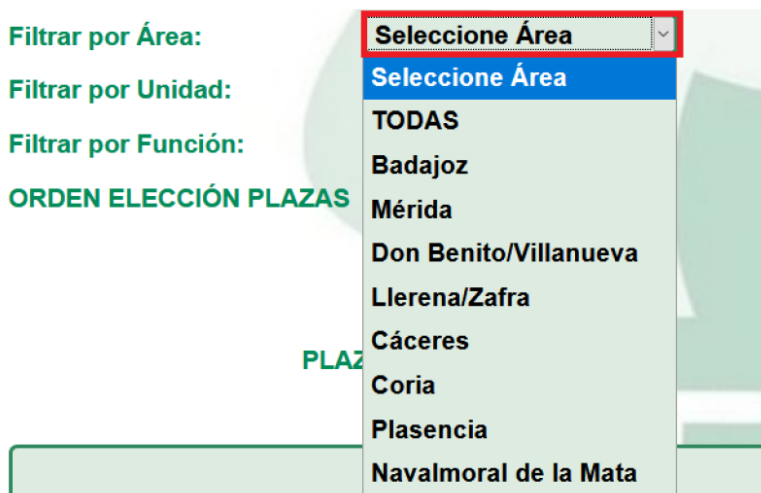 Filtrar por Área:
Seleccione Área
Filtrar por Unidad:
Filtrar por Función:
ORDEN ELECCIÓN PLAZAS
Seleccione Área
TODAS
Badajoz
Mérida
Don Benito/Villanueva
Llerena/Zafra
Cáceres
Coria
Plasencia
Navalmoral de la Mata